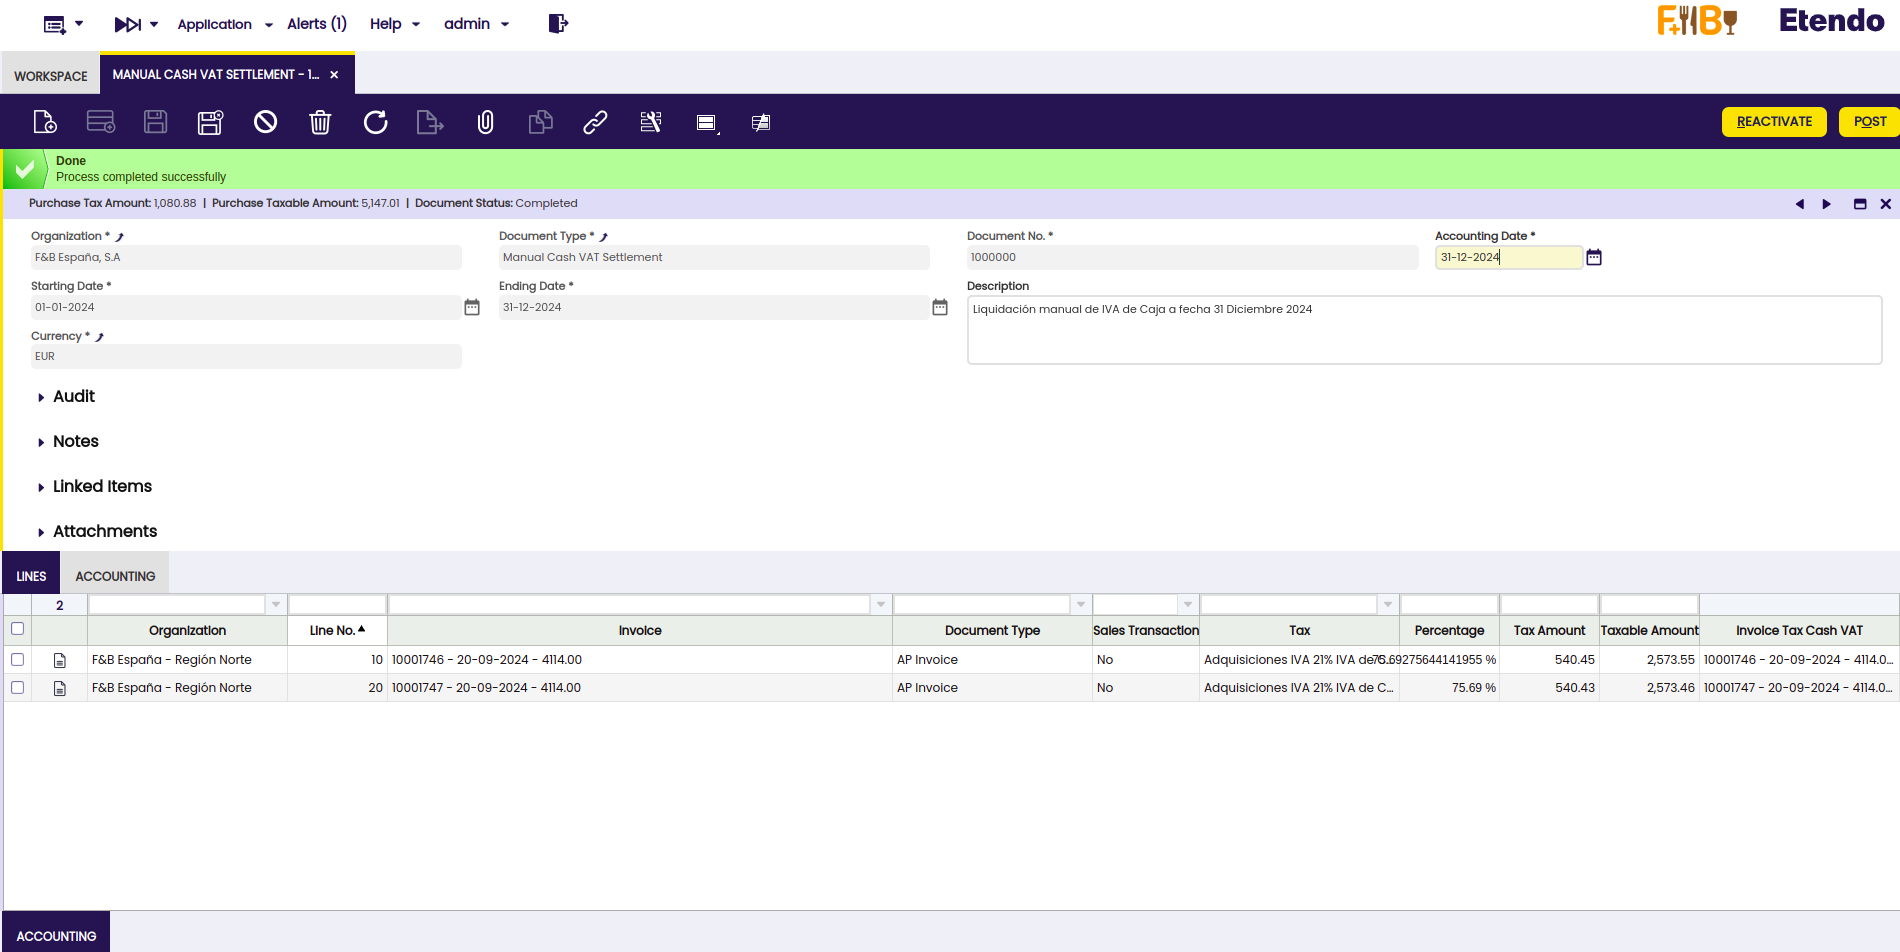 Application
Alerts (1)
Help
admin
F+B
Etendo
WORKSPACE
MANUAL CASH VAT SETTLEMENT - 1... ×
REACTIVATE
POST
Done
Process completed successfully
Purchase Tax Amount: 1,080.88 | Purchase Taxable Amount: 5,147.01 | Document Status: Completed
Organization *
Document Type *
Document No. *
Accounting Date *
F&B España, S.A
Manual Cash VAT Settlement
1000000
31-12-2024
Starting Date *
Ending Date *
Description
01-01-2024
31-12-2024
Liquidación manual de IVA de Caja a fecha 31 Diciembre 2024
Currency *
EUR
Audit
Notes
Linked Items
Attachments
LINES
ACCOUNTING
2
Organization Line No. Invoice Document Type Sales Transaction Tax Percentage Tax Amount Taxable Amount Invoice Tax Cash VAT
F&B España - Región Norte 10 10001746 - 20-09-2024 - 4114.00 AP Invoice No Adquisiciones IVA 21% IVA de C... 75.69275644141955 % 540.45 2,573.55 10001746 - 20-09-2024 - 4114.0...
F&B España - Región Norte 20 10001747 - 20-09-2024 - 4114.00 AP Invoice No Adquisiciones IVA 21% IVA de C... 75.69 % 540.43 2,573.46 10001747 - 20-09-2024 - 4114.0...
ACCOUNTING